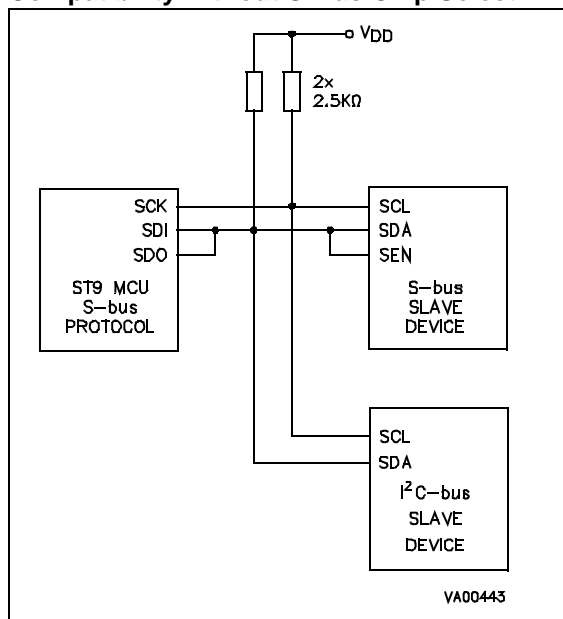 VDD
2×
2.5KΩ
SCK
SDI
SDO
ST9 MCU
S-bus
PROTOCOL
SCL
SDA
SEN
S-bus
SLAVE
DEVICE
SCL
SDA
I²C-bus
SLAVE
DEVICE
VA00443